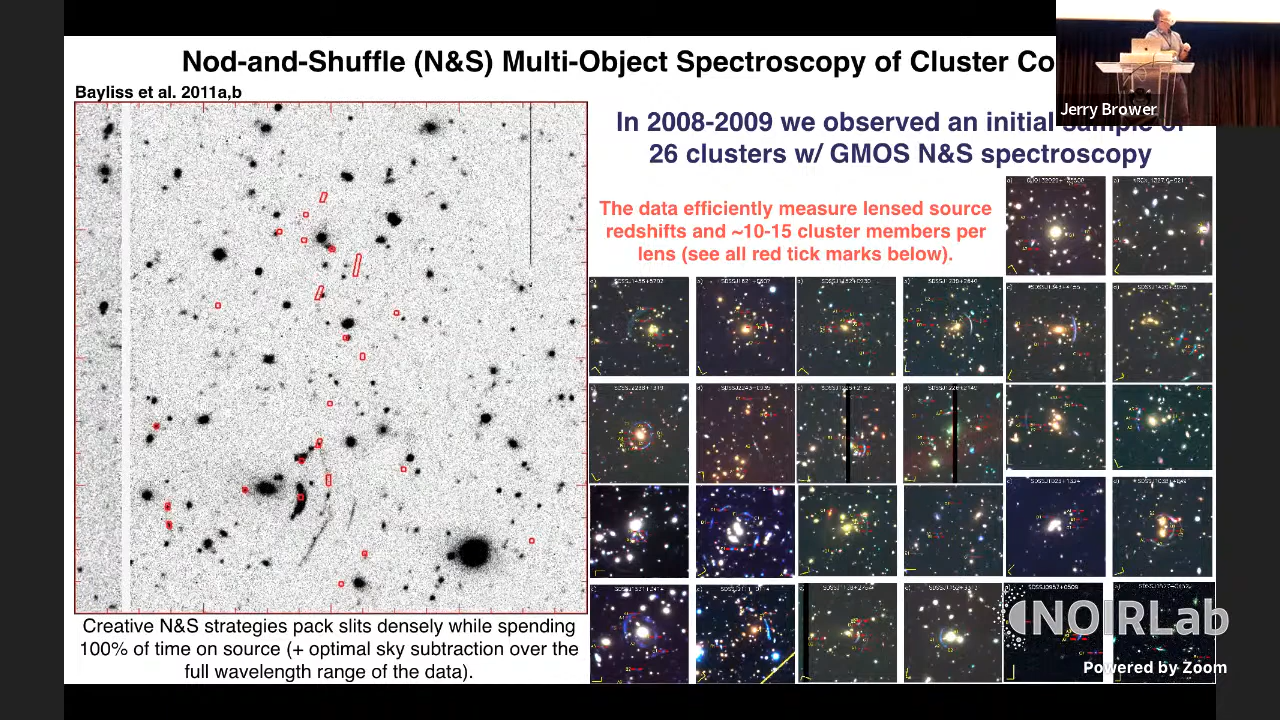 Nod-and-Shuffle (N&S) Multi-Object Spectroscopy of Cluster Co
Jerry Brower
Bayliss et al. 2011a,b
In 2008-2009 we observed an initial sample of
26 clusters w/ GMOS N&S spectroscopy
The data efficiently measure lensed source
redshifts and ~10-15 cluster members per
lens (see all red tick marks below).
Creative N&S strategies pack slits densely while spending
100% of time on source (+ optimal sky subtraction over the
full wavelength range of the data).
NOIRLab
Powered by Zoom